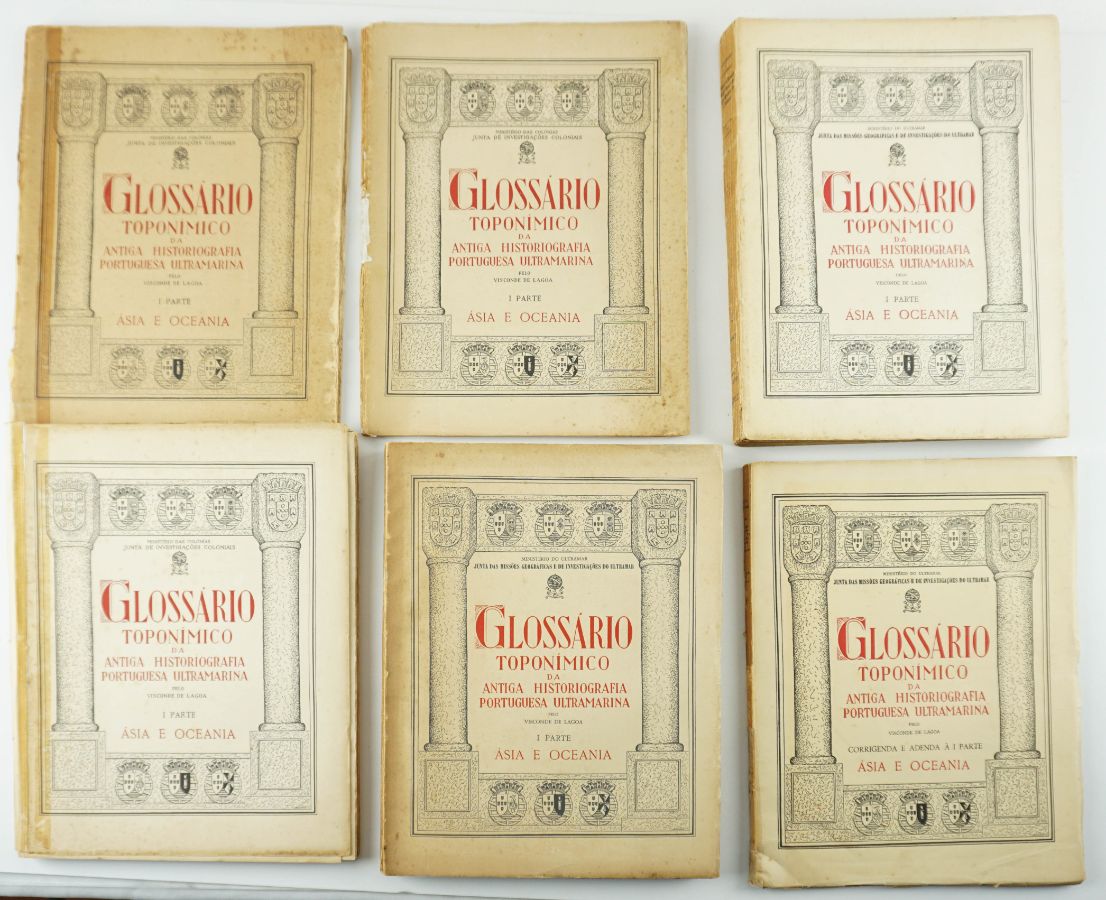 MINISTÉRIO DAS COLÓNIAS
JUNTA DE INVESTIGAÇÕES COLONIAIS
GLOSSÁRIO
TOPONÍMICO
DA
ANTIGA HISTORIOGRAFIA
PORTUGUESA ULTRAMARINA
PELO
VISCONDE DE LAGOA
I PARTE
ÁSIA E OCEANIA
MINISTÉRIO DAS COLÓNIAS
JUNTA DE INVESTIGAÇÕES COLONIAIS
GLOSSÁRIO
TOPONÍMICO
DA
ANTIGA HISTORIOGRAFIA
PORTUGUESA ULTRAMARINA
PELO
VISCONDE DE LAGOA
I PARTE
ÁSIA E OCEANIA
MINISTÉRIO DO ULTRAMAR
JUNTA DAS MISSÕES GEOGRÁFICAS E DE INVESTIGAÇÕES DO ULTRAMAR
GLOSSÁRIO
TOPONÍMICO
DA
ANTIGA HISTORIOGRAFIA
PORTUGUESA ULTRAMARINA
PELO
VISCONDE DE LAGOA
I PARTE
ÁSIA E OCEANIA
MINISTÉRIO DAS COLÓNIAS
JUNTA DE INVESTIGAÇÕES COLONIAIS
GLOSSÁRIO
TOPONÍMICO
DA
ANTIGA HISTORIOGRAFIA
PORTUGUESA ULTRAMARINA
PELO
VISCONDE DE LAGOA
I PARTE
ÁSIA E OCEANIA
MINISTÉRIO DO ULTRAMAR
JUNTA DAS MISSÕES GEOGRÁFICAS E DE INVESTIGAÇÕES DO ULTRAMAR
GLOSSÁRIO
TOPONÍMICO
DA
ANTIGA HISTORIOGRAFIA
PORTUGUESA ULTRAMARINA
PELO
VISCONDE DE LAGOA
I PARTE
ÁSIA E OCEANIA
MINISTÉRIO DO ULTRAMAR
JUNTA DAS MISSÕES GEOGRÁFICAS E DE INVESTIGAÇÕES DO ULTRAMAR
GLOSSÁRIO
TOPONÍMICO
DA
ANTIGA HISTORIOGRAFIA
PORTUGUESA ULTRAMARINA
PELO
VISCONDE DE LAGOA
CORRIGENDA E ADENDA À I PARTE
ÁSIA E OCEANIA